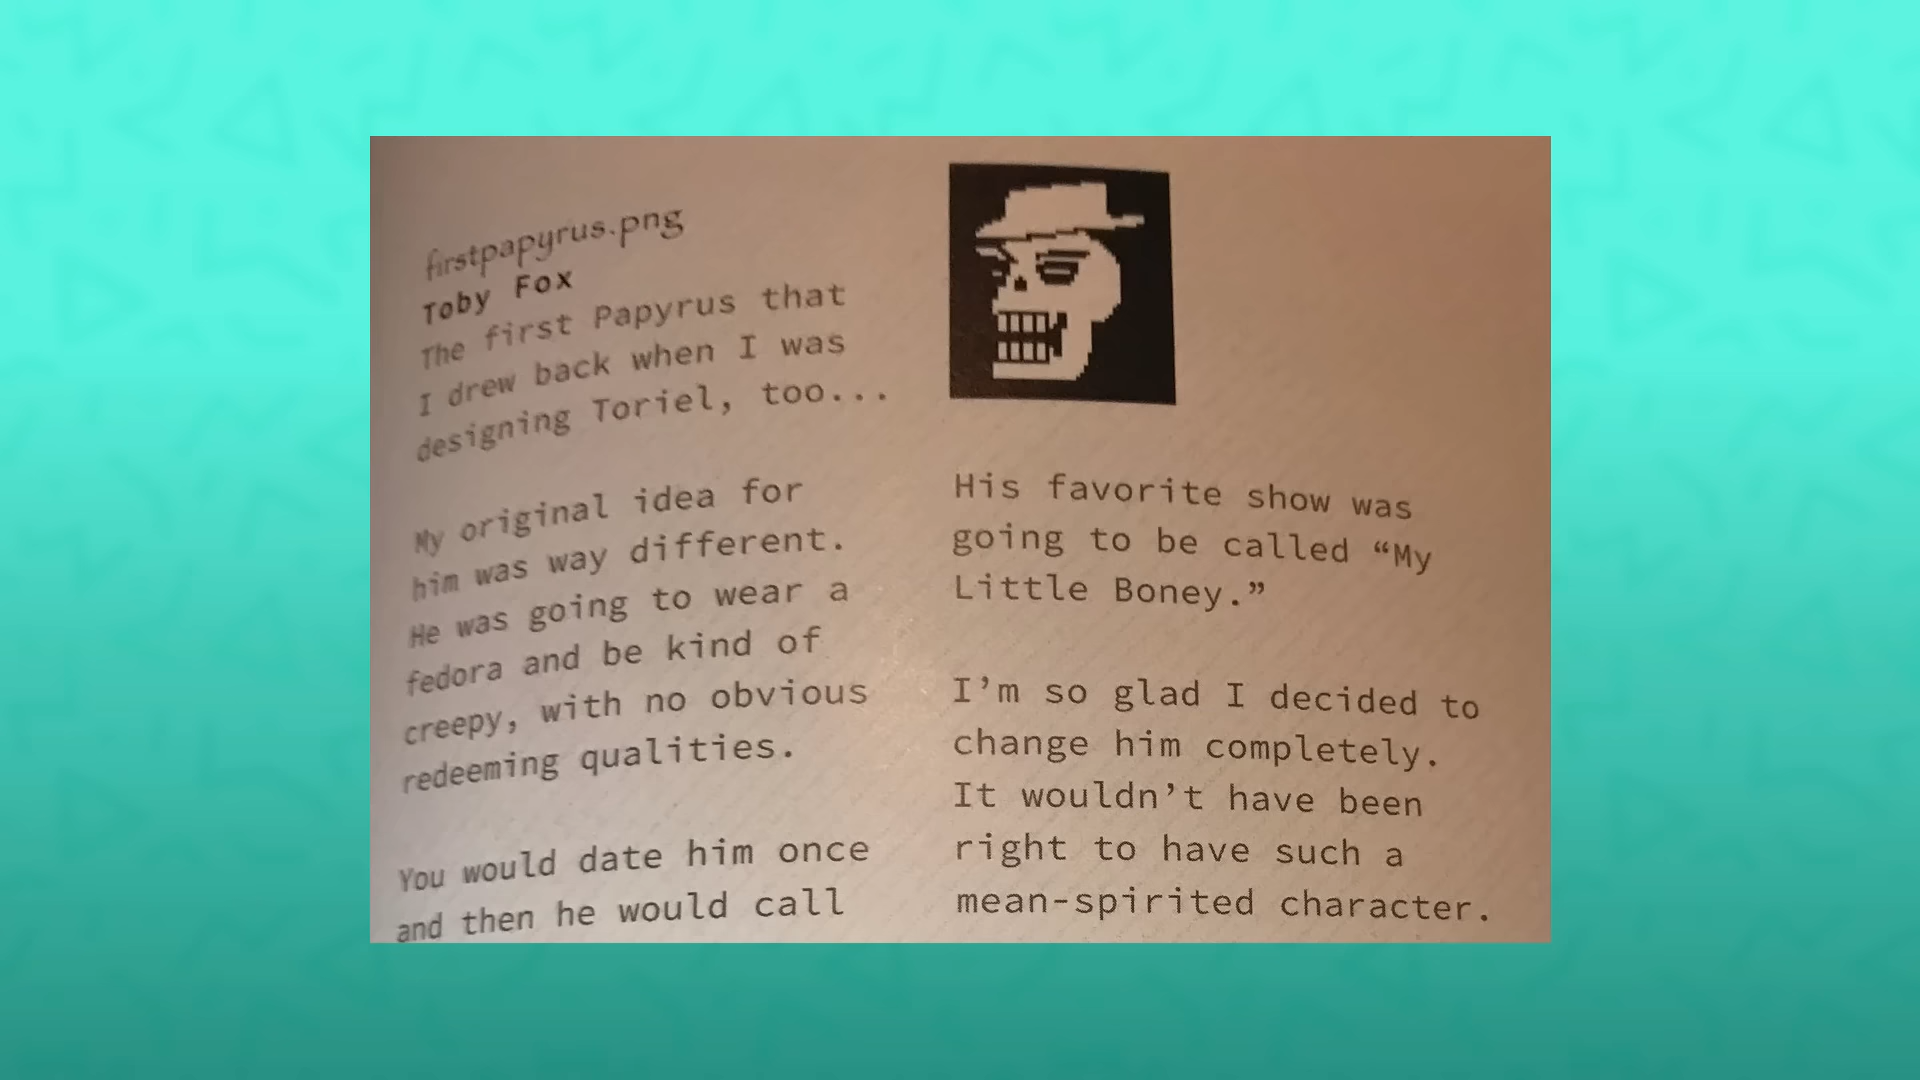 firstpapyrus.png
Toby Fox
The first Papyrus that
I drew back when I was
designing Toriel, too...
My original idea for
him was way different.
He was going to wear a
fedora and be kind of
creepy, with no obvious
redeeming qualities.
You would date him once
and then he would call
His favorite show was
going to be called “My
Little Boney.”
I’m so glad I decided to
change him completely.
It wouldn’t have been
right to have such a
mean-spirited character.